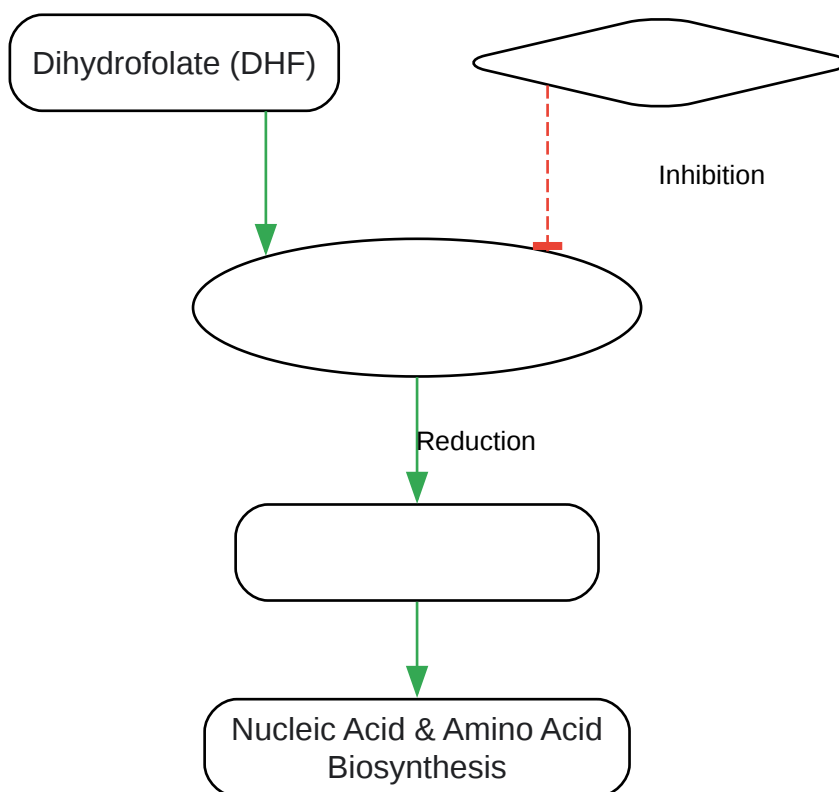 Dihydrofolate (DHF)
Inhibition
Reduction
Nucleic Acid & Amino Acid
Biosynthesis